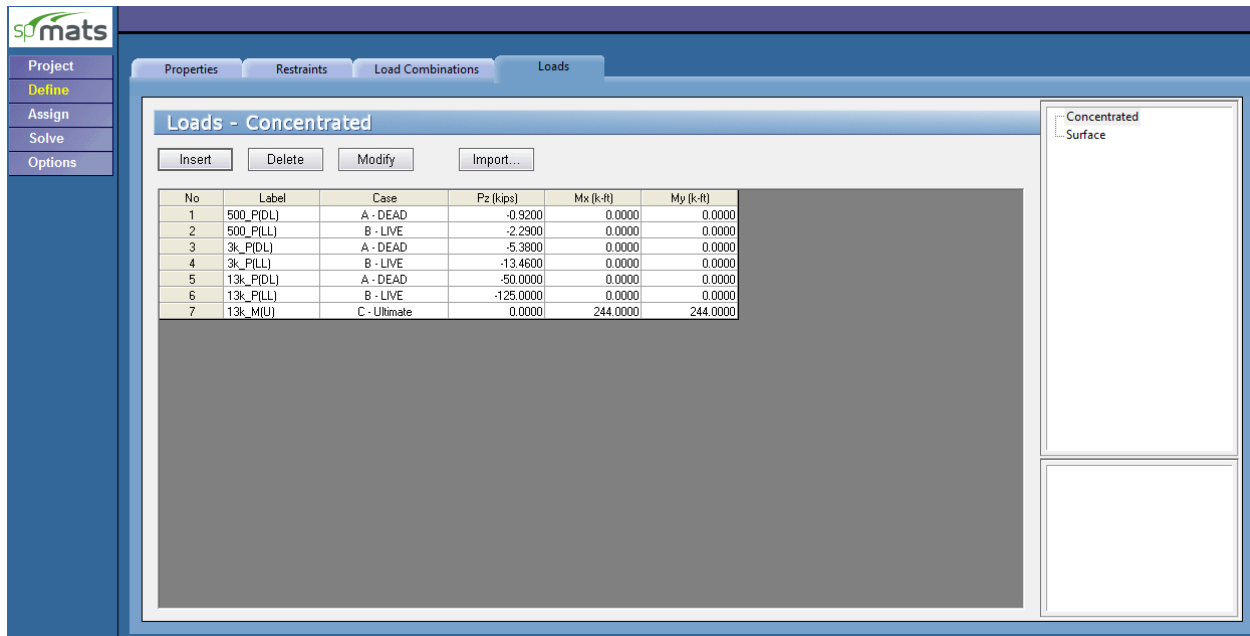 spmats
Project
Define
Assign
Solve
Options
Properties Restraints Load Combinations Loads
Loads - Concentrated
Insert Delete Modify Import...
No Label Case Pz (kips) Mx (k-ft) My (k-ft)
1 500_P(DL) A - DEAD -0.9200 0.0000 0.0000
2 500_P(LL) B - LIVE -2.2900 0.0000 0.0000
3 3k_P(DL) A - DEAD -5.3800 0.0000 0.0000
4 3k_P(LL) B - LIVE -13.4600 0.0000 0.0000
5 13k_P(DL) A - DEAD -50.0000 0.0000 0.0000
6 13k_P(LL) B - LIVE -125.0000 0.0000 0.0000
7 13k_M(U) C - Ultimate 0.0000 244.0000 244.0000
Concentrated
Surface